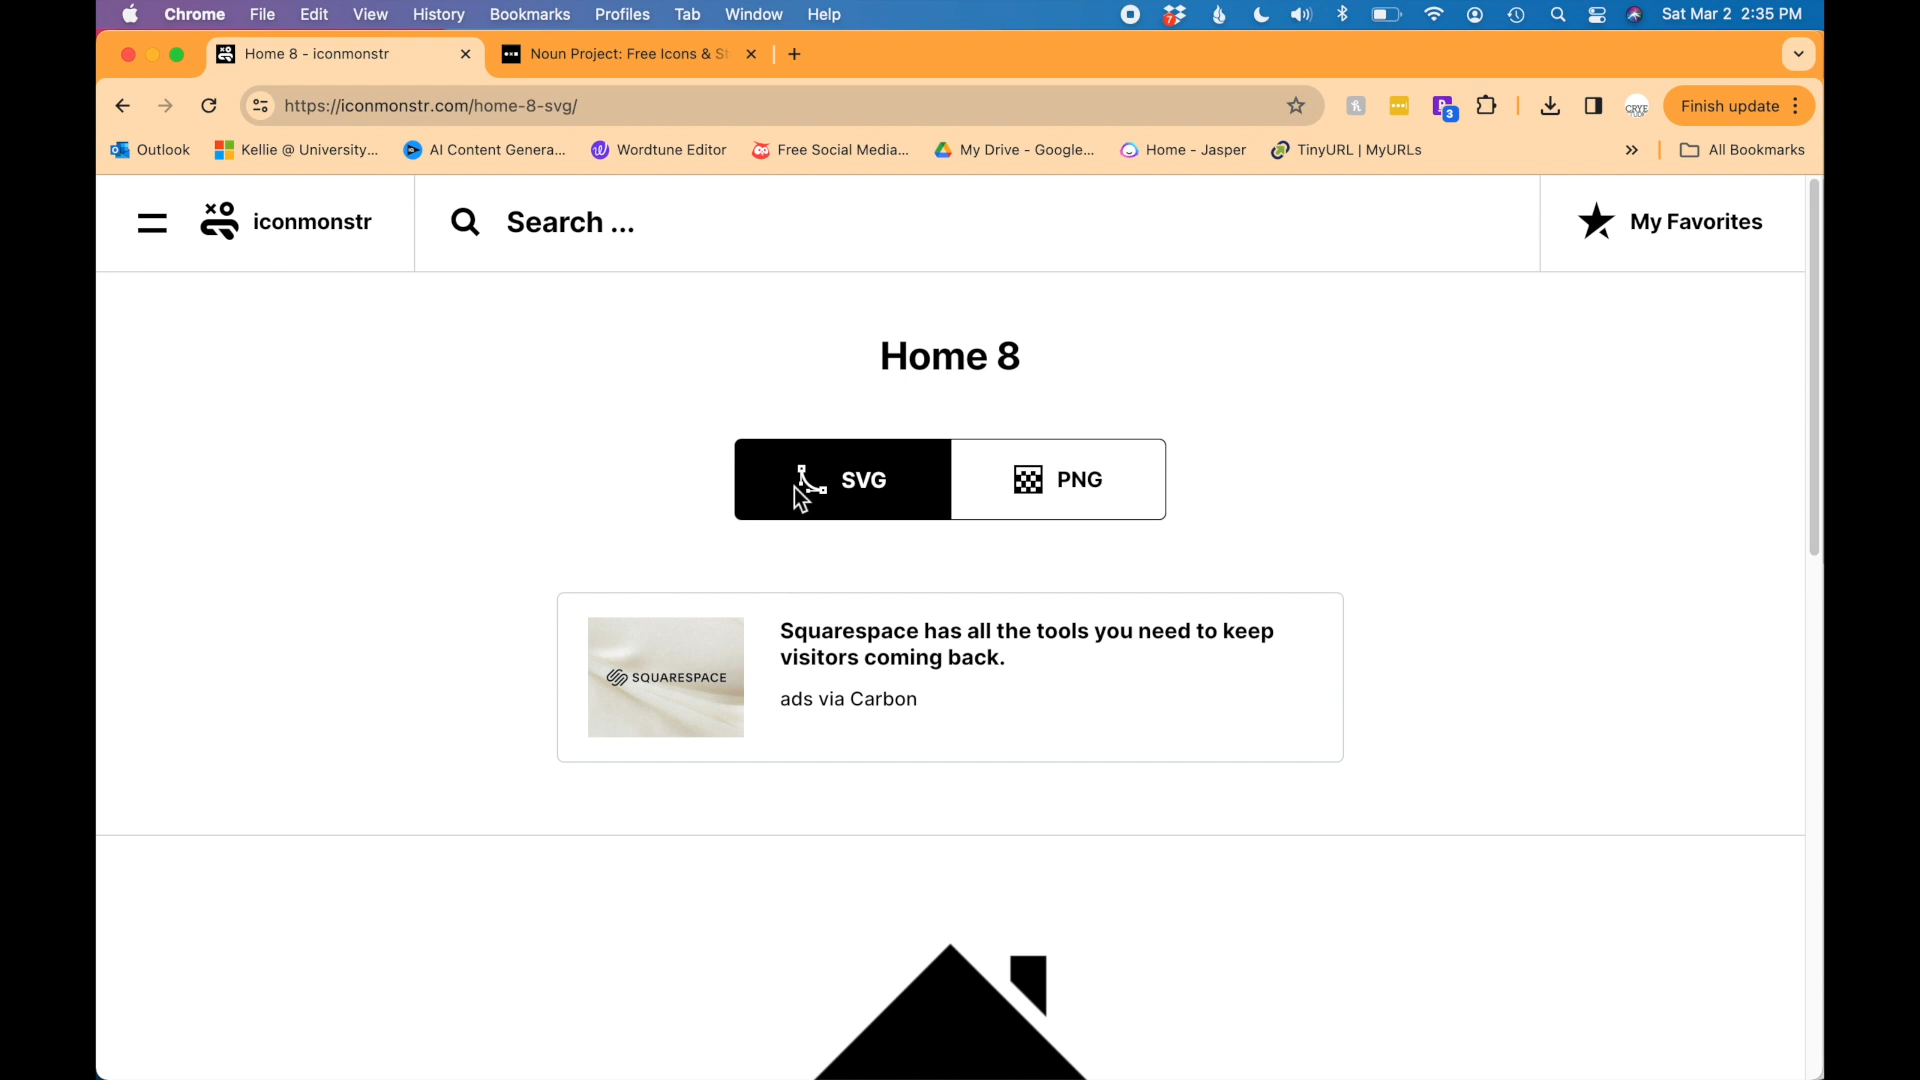 Chrome File Edit View History Bookmarks Profiles Tab Window Help 7 Sat Mar 2 2:35 PM
Home 8 - iconmonstr Noun Project: Free Icons & St
https://iconmonstr.com/home-8-svg/ 3 CRYE Finish update
Outlook Kellie @ University... AI Content Genera... Wordtune Editor Free Social Media... My Drive - Google... Home - Jasper TinyURL | MyURLs » All Bookmarks
iconmonstr Search ... My Favorites
Home 8
SVG PNG
SQUARESPACE
Squarespace has all the tools you need to keep
visitors coming back.
ads via Carbon